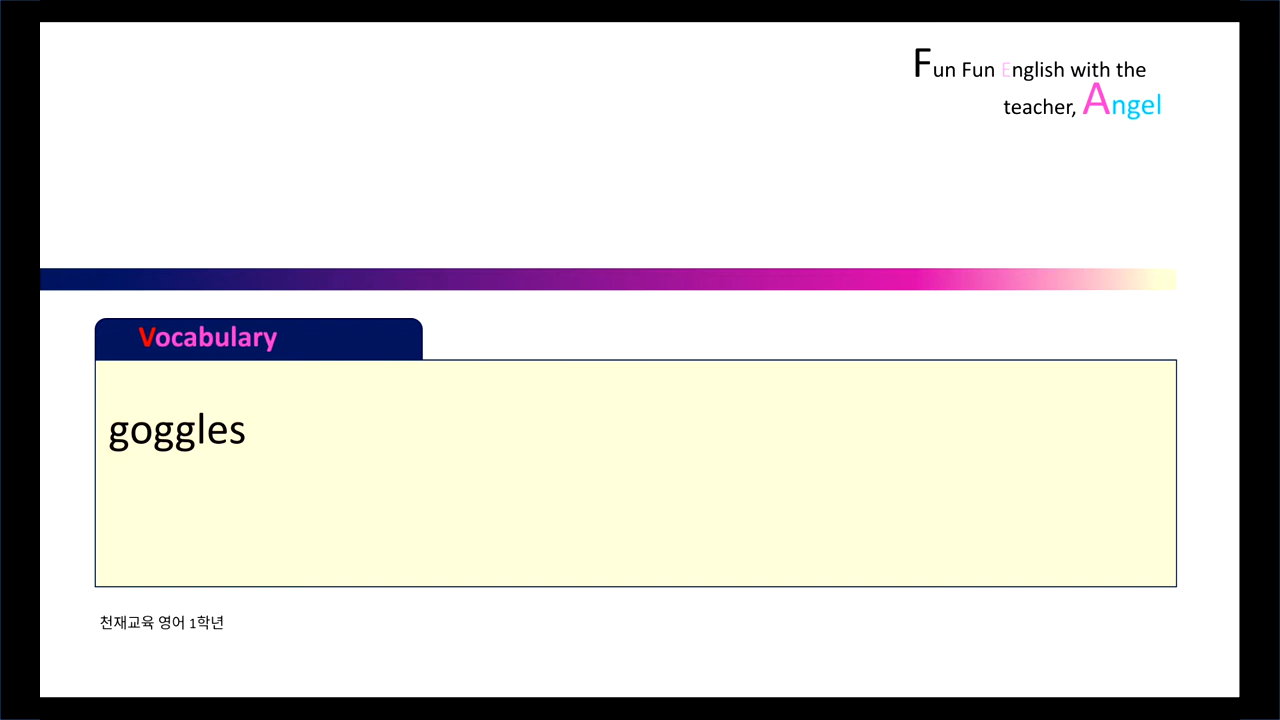 Fun Fun English with the
teacher, Angel
Vocabulary
goggles
천재교육 영어 1학년